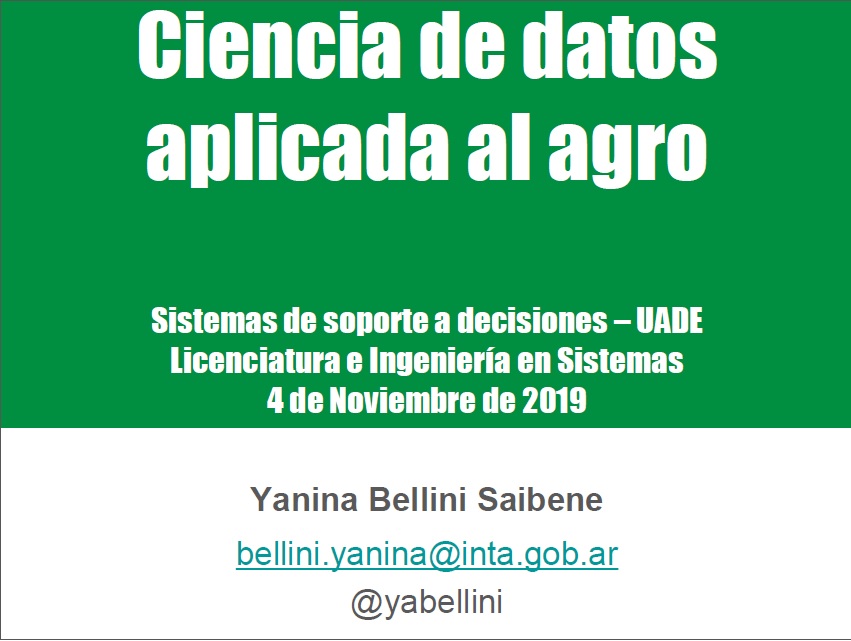 Ciencia de datos
aplicada al agro
Sistemas de soporte a decisiones – UADE
Licenciatura e Ingeniería en Sistemas
4 de Noviembre de 2019
Yanina Bellini Saibene
bellini.yanina@inta.gob.ar
@yabellini